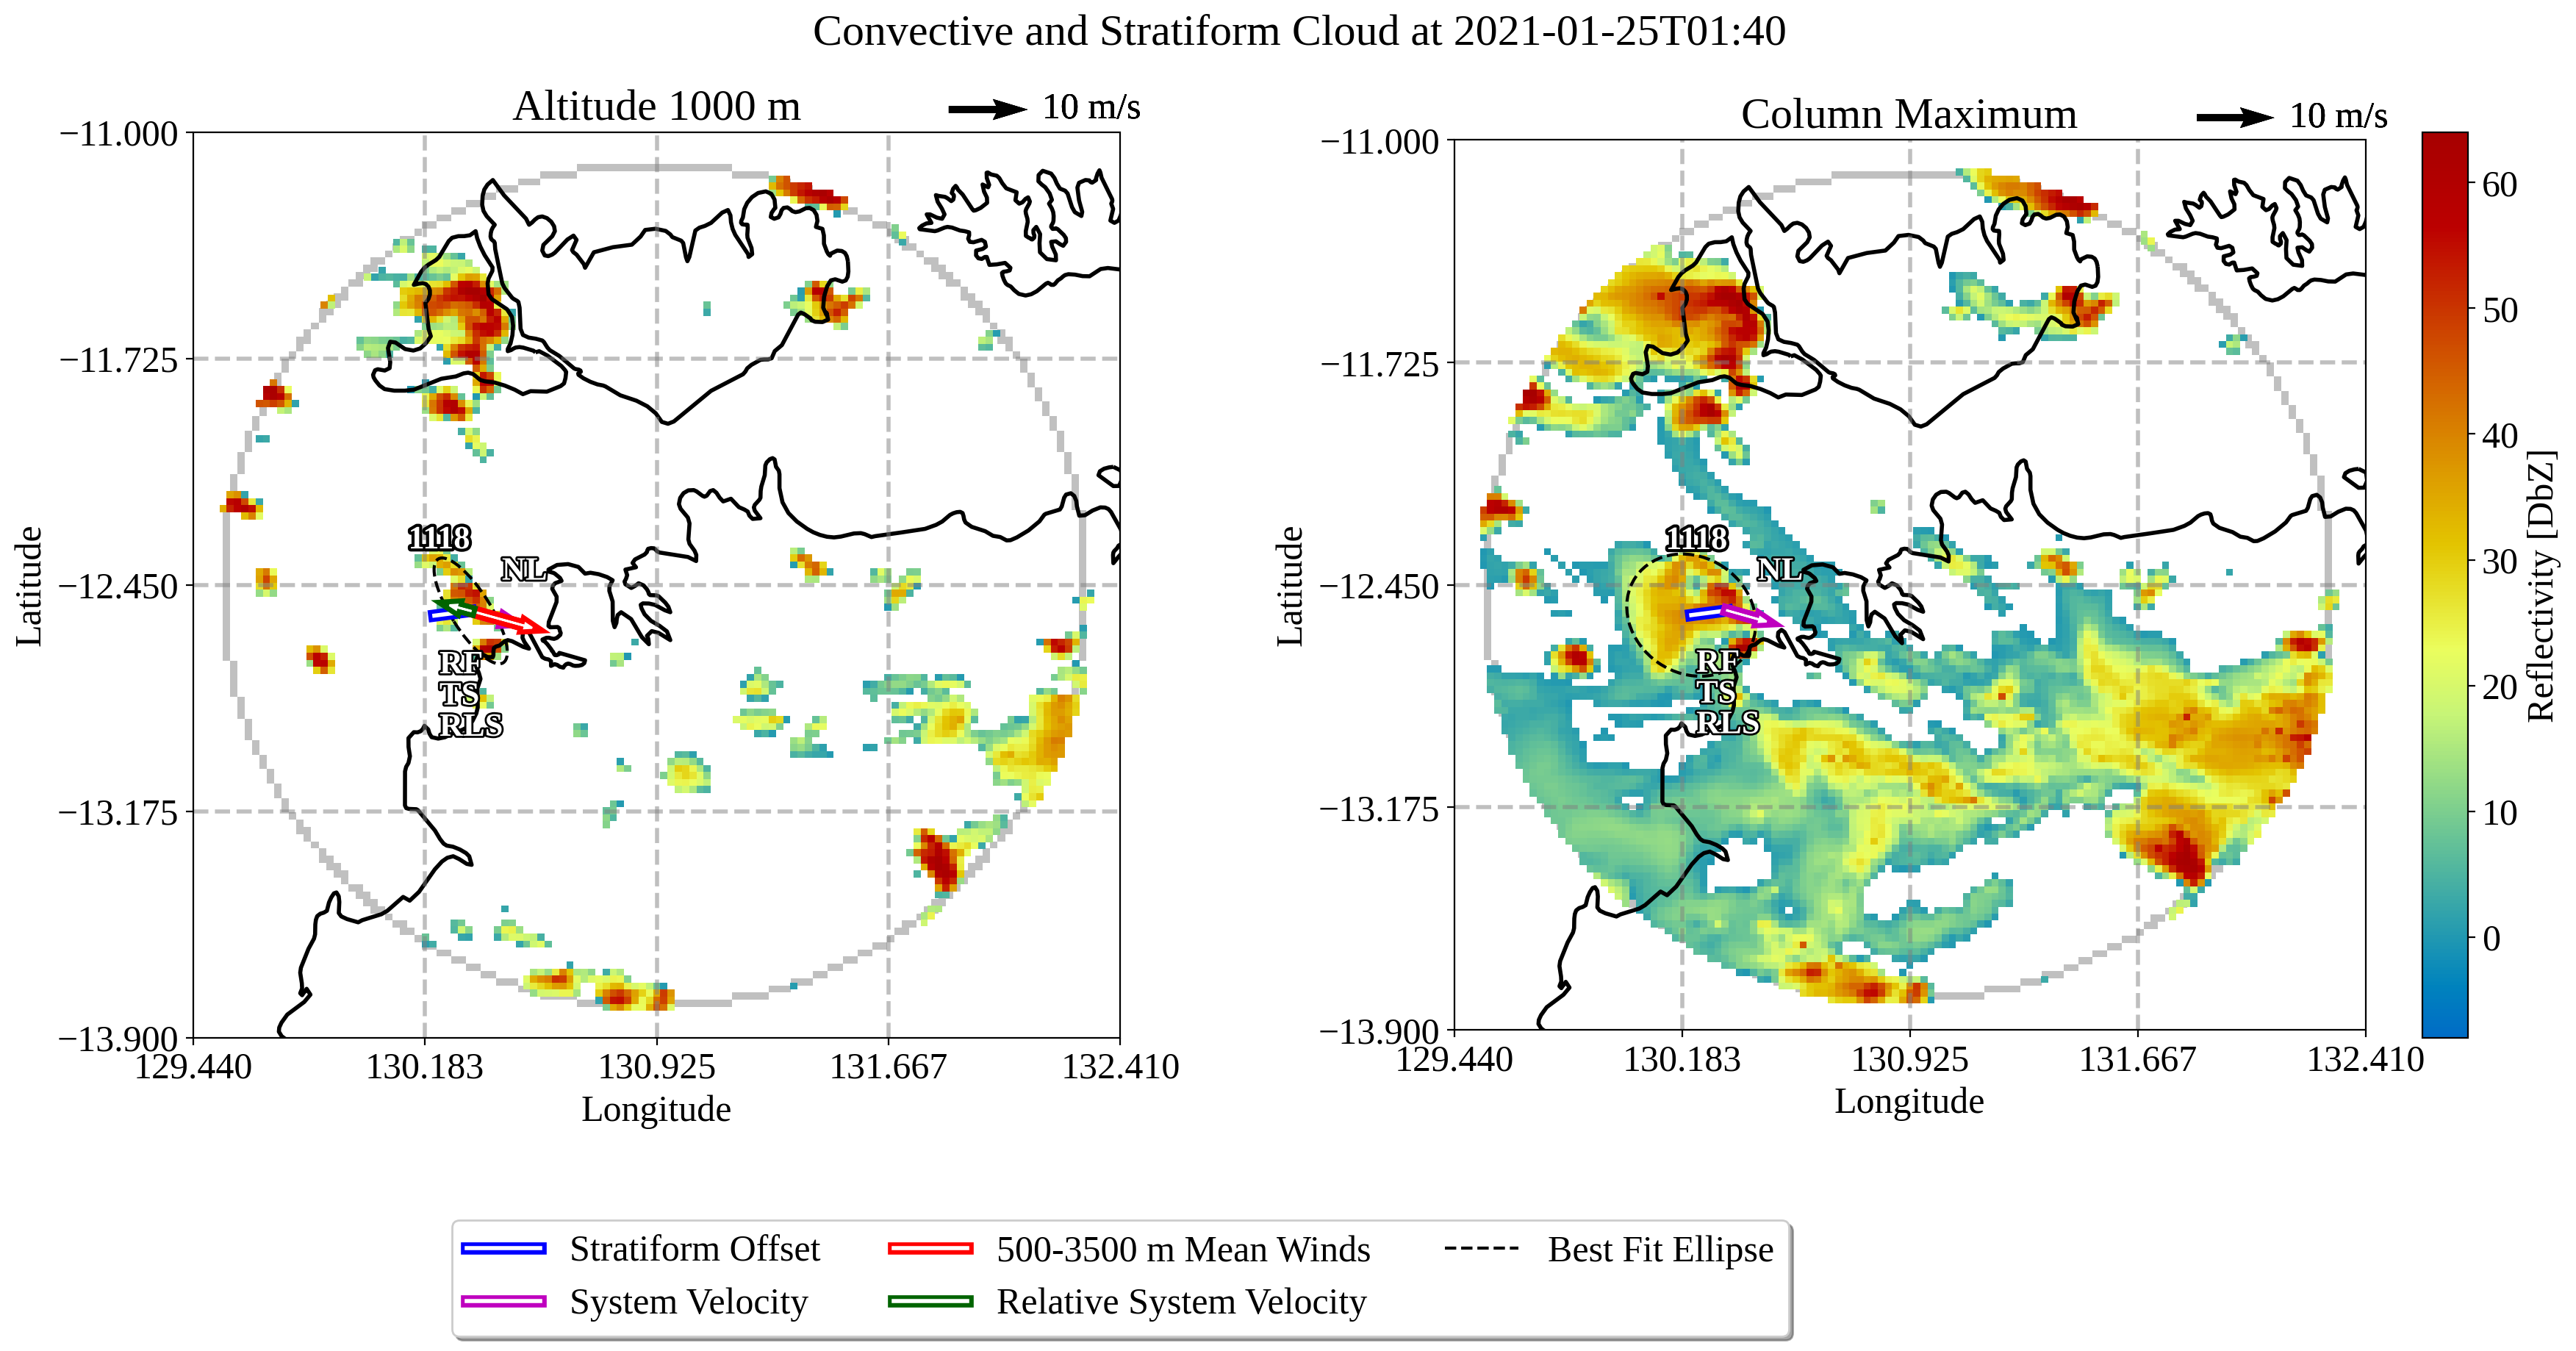 Convective and Stratiform Cloud at 2021-01-25T01:40
Altitude 1000 m
10 m/s
−11.000
−11.725
−12.450
−13.175
−13.900
Latitude
129.440
130.183
130.925
131.667
132.410
Longitude
1118
NL
RF
TS
RLS
Column Maximum
10 m/s
−11.000
−11.725
−12.450
−13.175
−13.900
Latitude
129.440
130.183
130.925
131.667
132.410
Longitude
1118
NL
RF
TS
RLS
60
50
40
30
20
10
0
Reflectivity [DbZ]
Stratiform Offset
System Velocity
500-3500 m Mean Winds
Relative System Velocity
Best Fit Ellipse